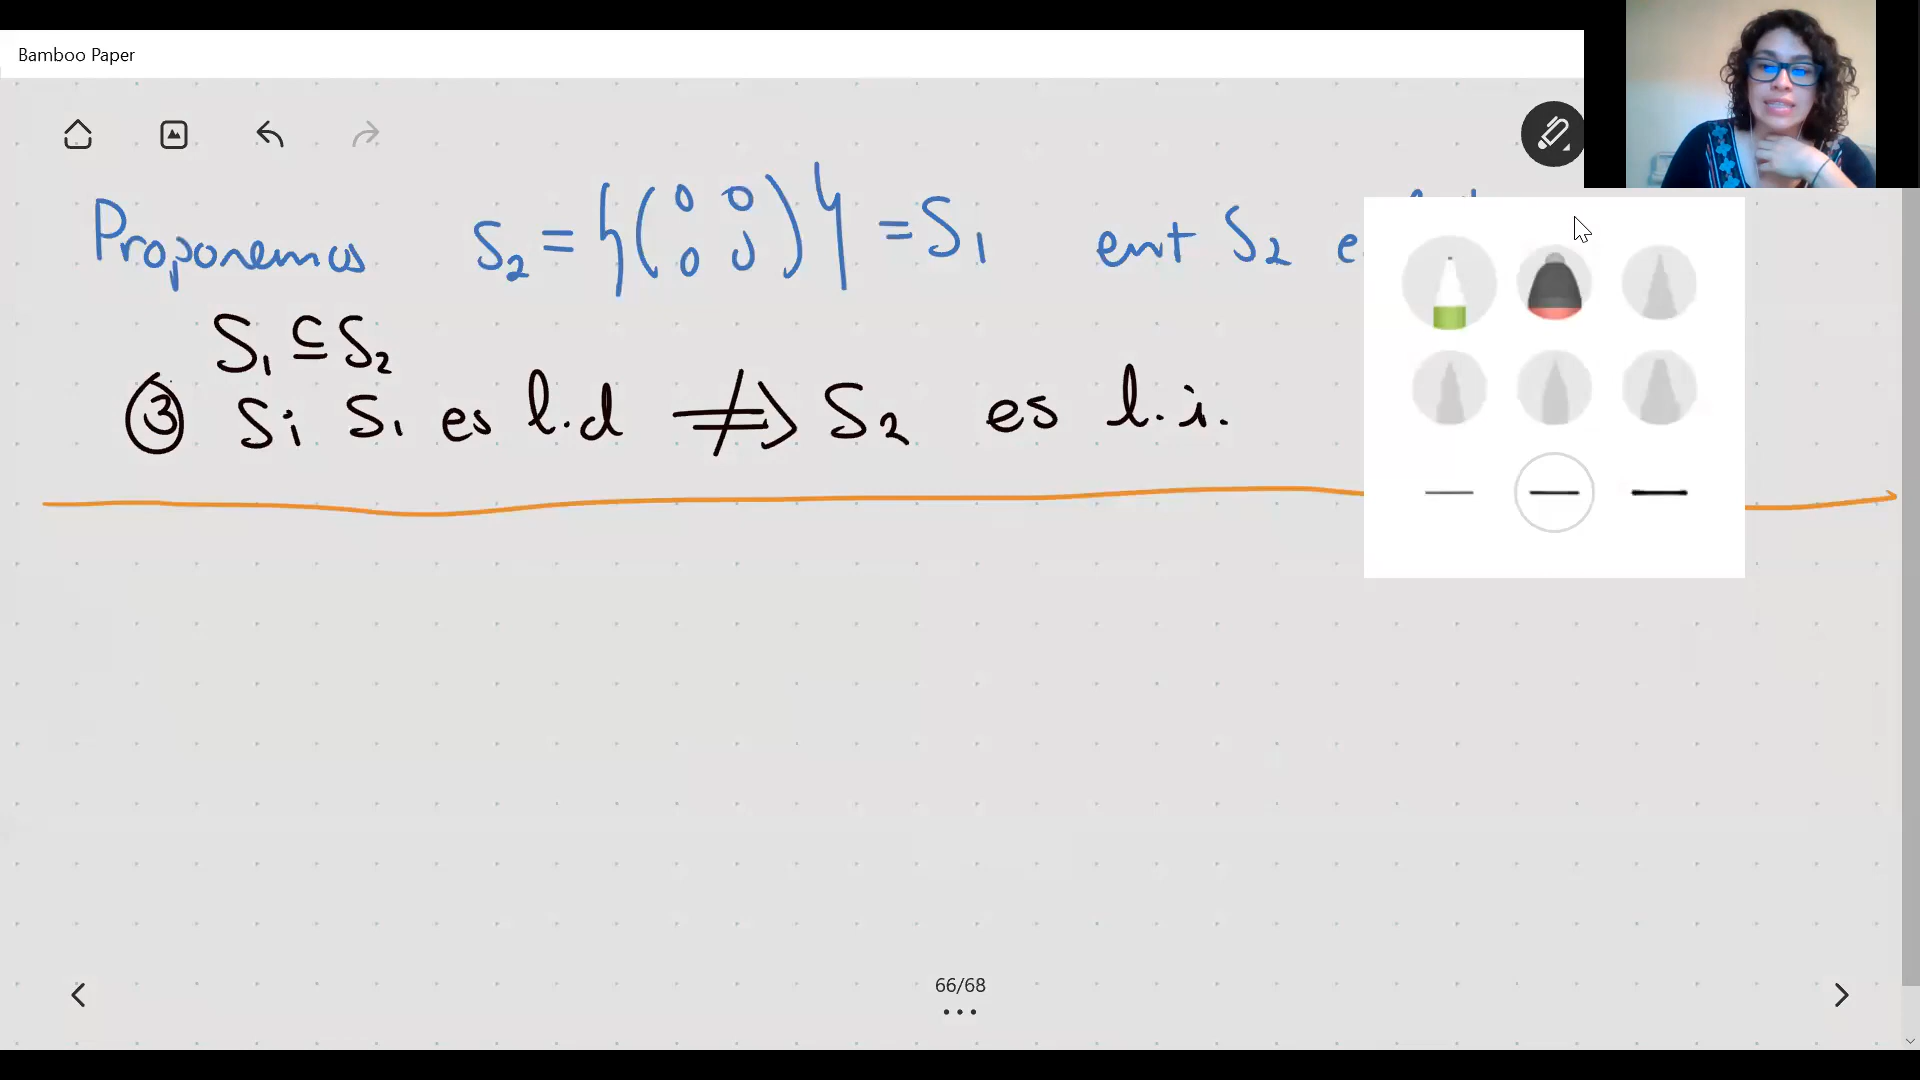 Bamboo Paper
Proponemos S₂ = {(0 0 0 0)} = S₁ ent S₂ e
S₁ ⊆ S₂
③ Si S₁ es l.d ⇏ S₂ es l.i.
66/68